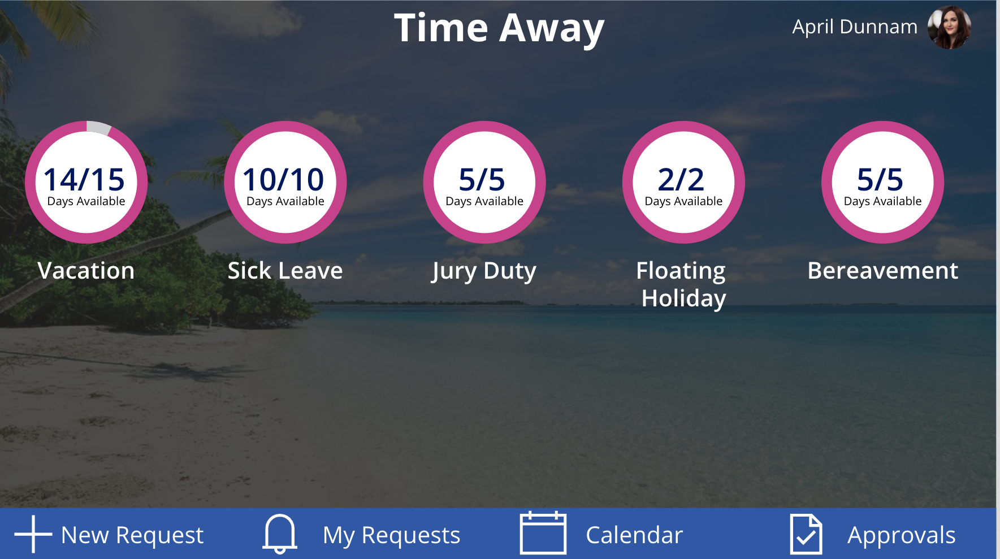 Time Away
April Dunnam
14/15
Days Available
Vacation
10/10
Days Available
Sick Leave
5/5
Days Available
Jury Duty
2/2
Days Available
Floating
Holiday
5/5
Days Available
Bereavement
New Request
My Requests
Calendar
Approvals